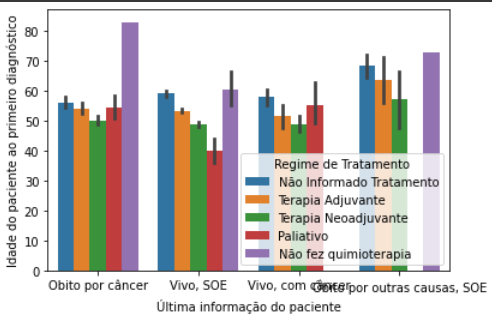 Idade do paciente ao primeiro diagnóstico
80
70
60
50
40
30
20
10
0
Regime de Tratamento
Não Informado Tratamento
Terapia Adjuvante
Terapia Neoadjuvante
Paliativo
Não fez quimioterapia
Obito por câncer
Vivo, SOE
Vivo, com câncer
Obito por outras causas, SOE
Última informação do paciente